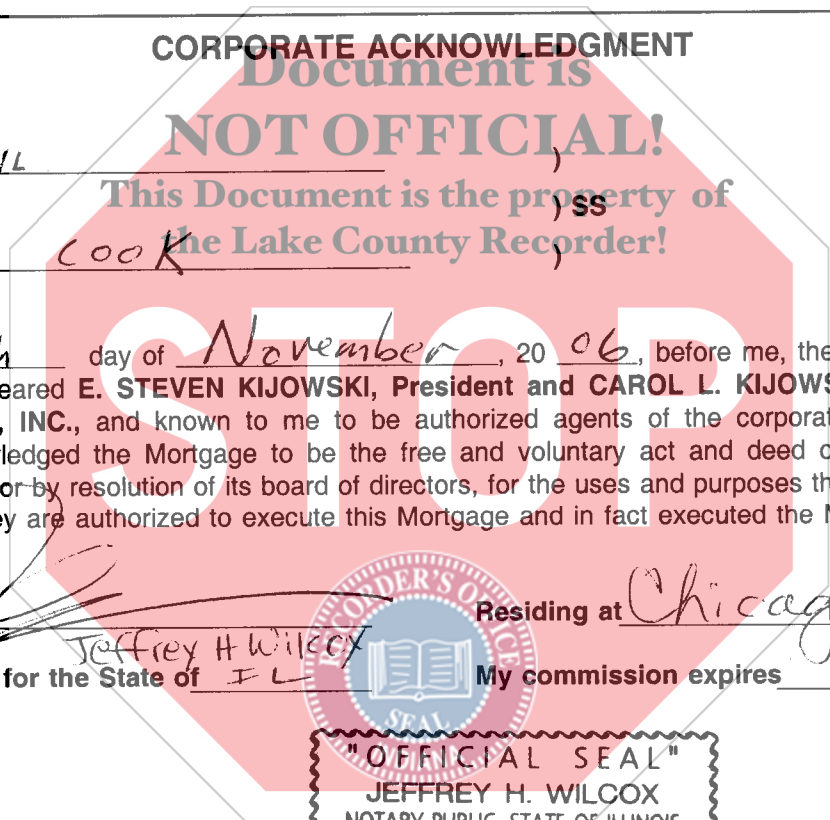 CORPORATE ACKNOWLEDGMENT
Document is
NOT OFFICIAL!
IL )
This Document is the property of
) SS
the Lake County Recorder!
COOK )
STOP
day of November, 20 06, before me, the
eared E. STEVEN KIJOWSKI, President and CAROL L. KIJOWS
, INC., and known to me to be authorized agents of the corporat
ledged the Mortgage to be the free and voluntary act and deed o
or by resolution of its board of directors, for the uses and purposes th
ey are authorized to execute this Mortgage and in fact executed the M
RECORDER'S OFFICE
Residing at Chicag
Jeffrey H Wilcox
for the State of IL My commission expires
SEAL
"OFFICIAL SEAL"
JEFFREY H. WILCOX
NOTARY PUBLIC, STATE OF ILLINOIS